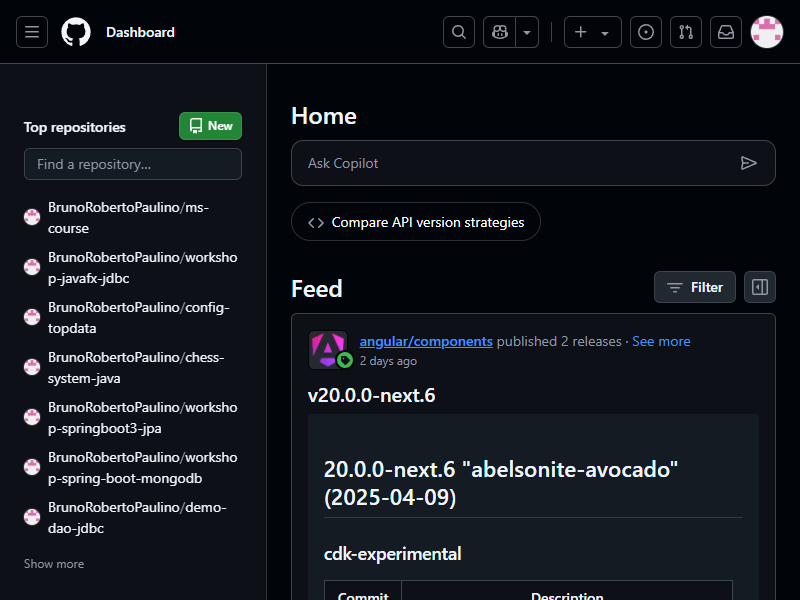 Dashboard
Top repositories
New
Find a repository...
BrunoRobertoPaulino/ms-
course
BrunoRobertoPaulino/worksho
p-javafx-jdbc
BrunoRobertoPaulino/config-
topdata
BrunoRobertoPaulino/chess-
system-java
BrunoRobertoPaulino/worksho
p-springboot3-jpa
BrunoRobertoPaulino/worksho
p-spring-boot-mongodb
BrunoRobertoPaulino/demo-
dao-jdbc
Show more
Home
Ask Copilot
Compare API version strategies
Feed
Filter
angular/components published 2 releases · See more
2 days ago
v20.0.0-next.6
20.0.0-next.6 "abelsonite-avocado"
(2025-04-09)
cdk-experimental
Commit Description